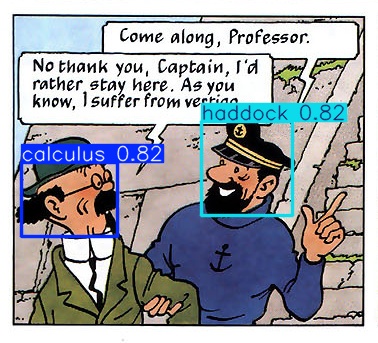 Come along, Professor.
No thank you, Captain, I'd
rather stay here. As you
know, I suffer from vertigo
haddock 0.82
calculus 0.82